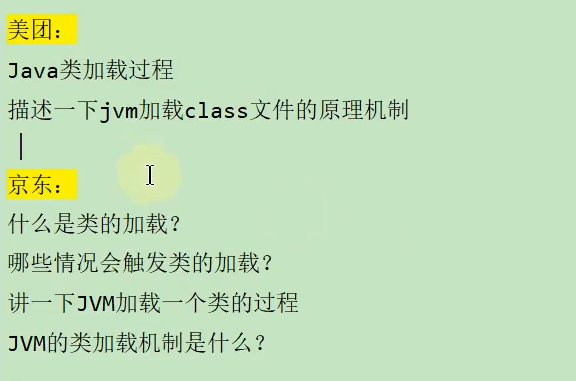 美团：
Java类加载过程
描述一下jvm加载class文件的原理机制
京东：
什么是类的加载？
哪些情况会触发类的加载？
讲一下JVM加载一个类的过程
JVM的类加载机制是什么？